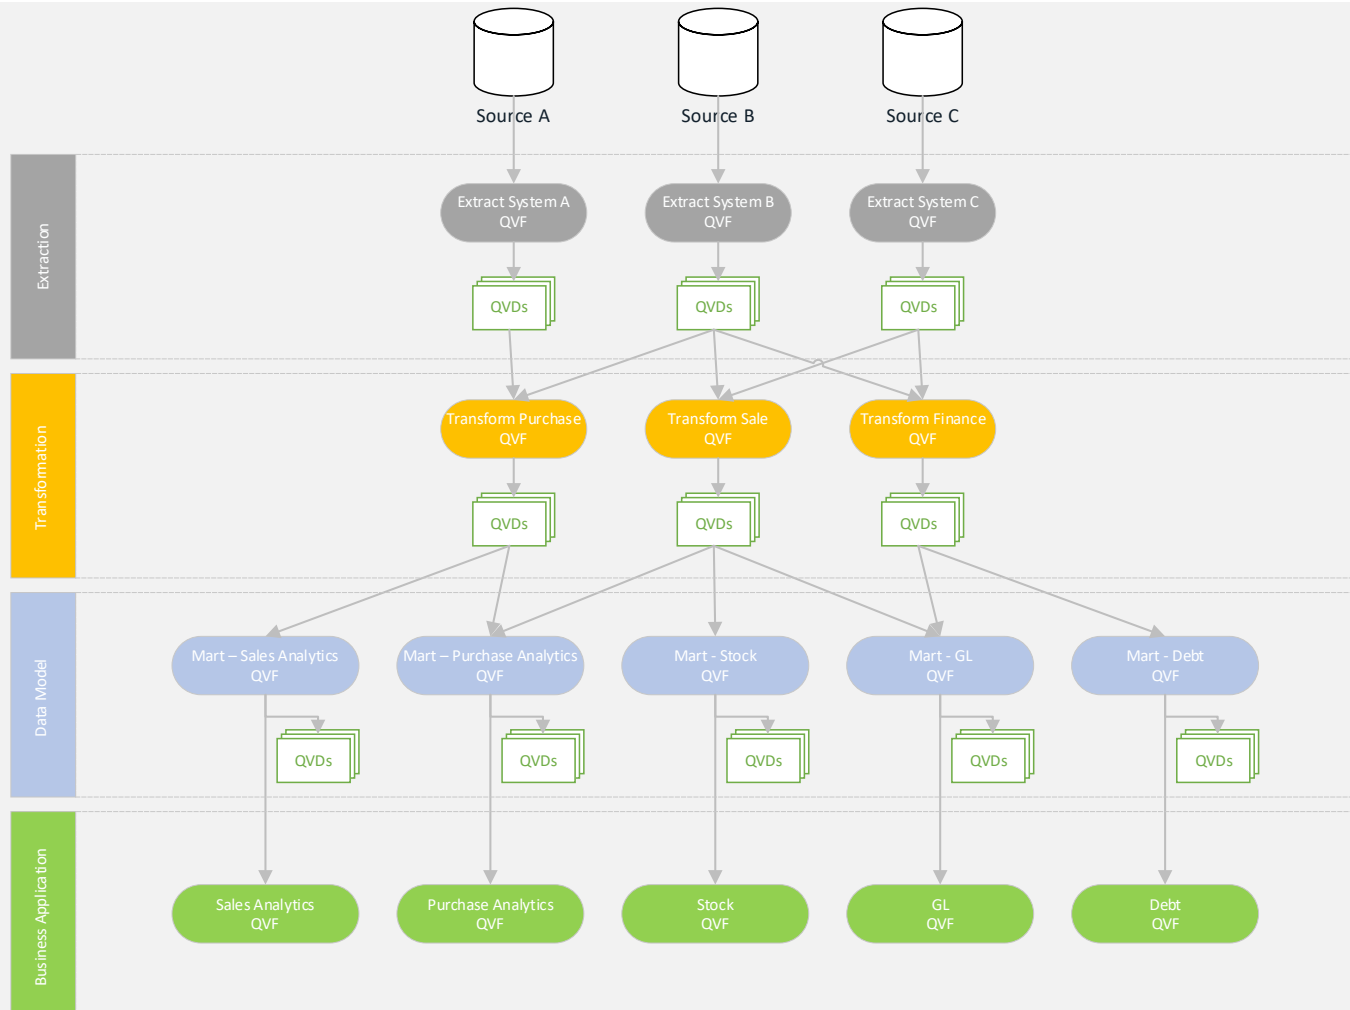 Source A
Source B
Source C
Extraction
Extract System A
QVF
Extract System B
QVF
Extract System C
QVF
QVDs
QVDs
QVDs
Transformation
Transform Purchase
QVF
Transform Sale
QVF
Transform Finance
QVF
QVDs
QVDs
QVDs
Data Model
Mart – Sales Analytics
QVF
Mart – Purchase Analytics
QVF
Mart - Stock
QVF
Mart - GL
QVF
Mart - Debt
QVF
QVDs
QVDs
QVDs
QVDs
QVDs
Business Application
Sales Analytics
QVF
Purchase Analytics
QVF
Stock
QVF
GL
QVF
Debt
QVF